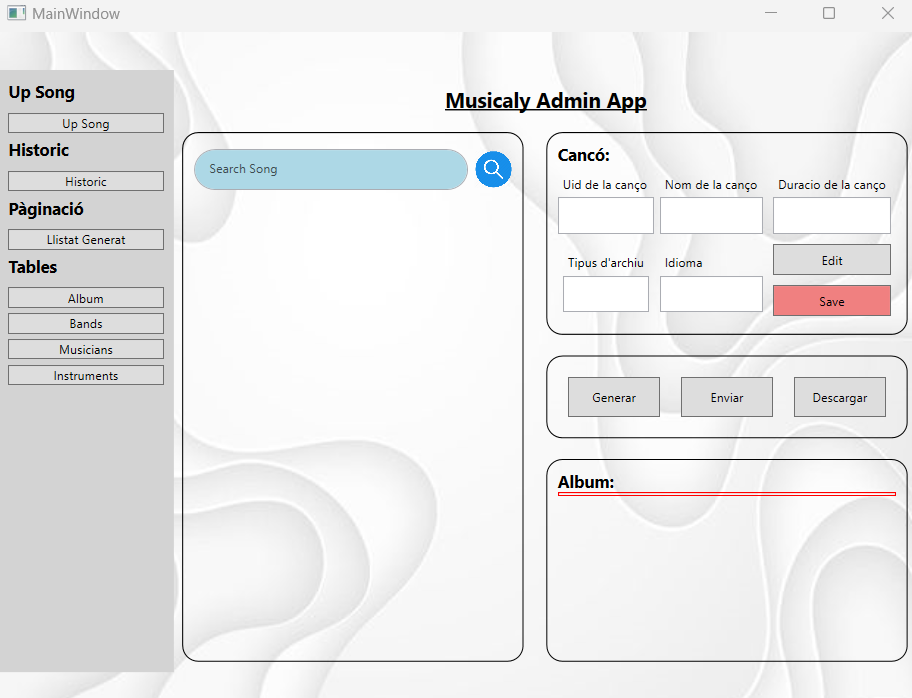 MainWindow
Musicaly Admin App
Up Song
Up Song
Historic
Historic
Pàginació
Llistat Generat
Tables
Album
Bands
Musicians
Instruments
Search Song
Cancó:
Uid de la canço
Nom de la canço
Duracio de la canço
Tipus d'archiu
Idioma
Edit
Save
Generar
Enviar
Descargar
Album: